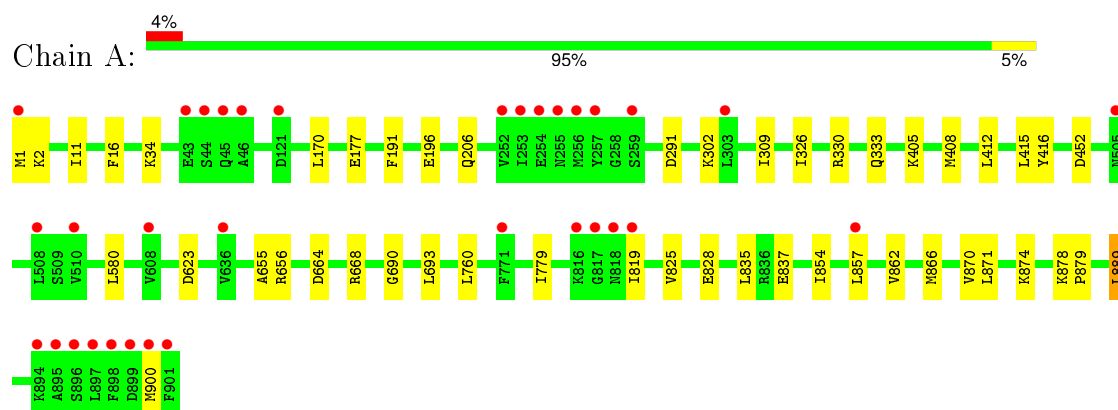 4%
Chain A:
95% 5%
M1 K2 I11 F16 K34 E43 S44 Q45 A46 D121 L170 E177 F191 E196 Q206 V252 I253 E254 N255 M256 Y257 G258 S259 D291 K302 L303 I309 I326 R330 Q333 K405 M408 L412 L415 Y416 D452 N505
L508 S509 V510 L580 V608 D623 V636 A655 R656 D664 R668 G690 L693 L760 F771 I779 K816 G817 N818 I819 V825 E828 L835 R836 E837 I854 L857 V862 M866 V870 L871 K874 K878 P879
K894 A895 S896 L897 F898 D899 M900 F901